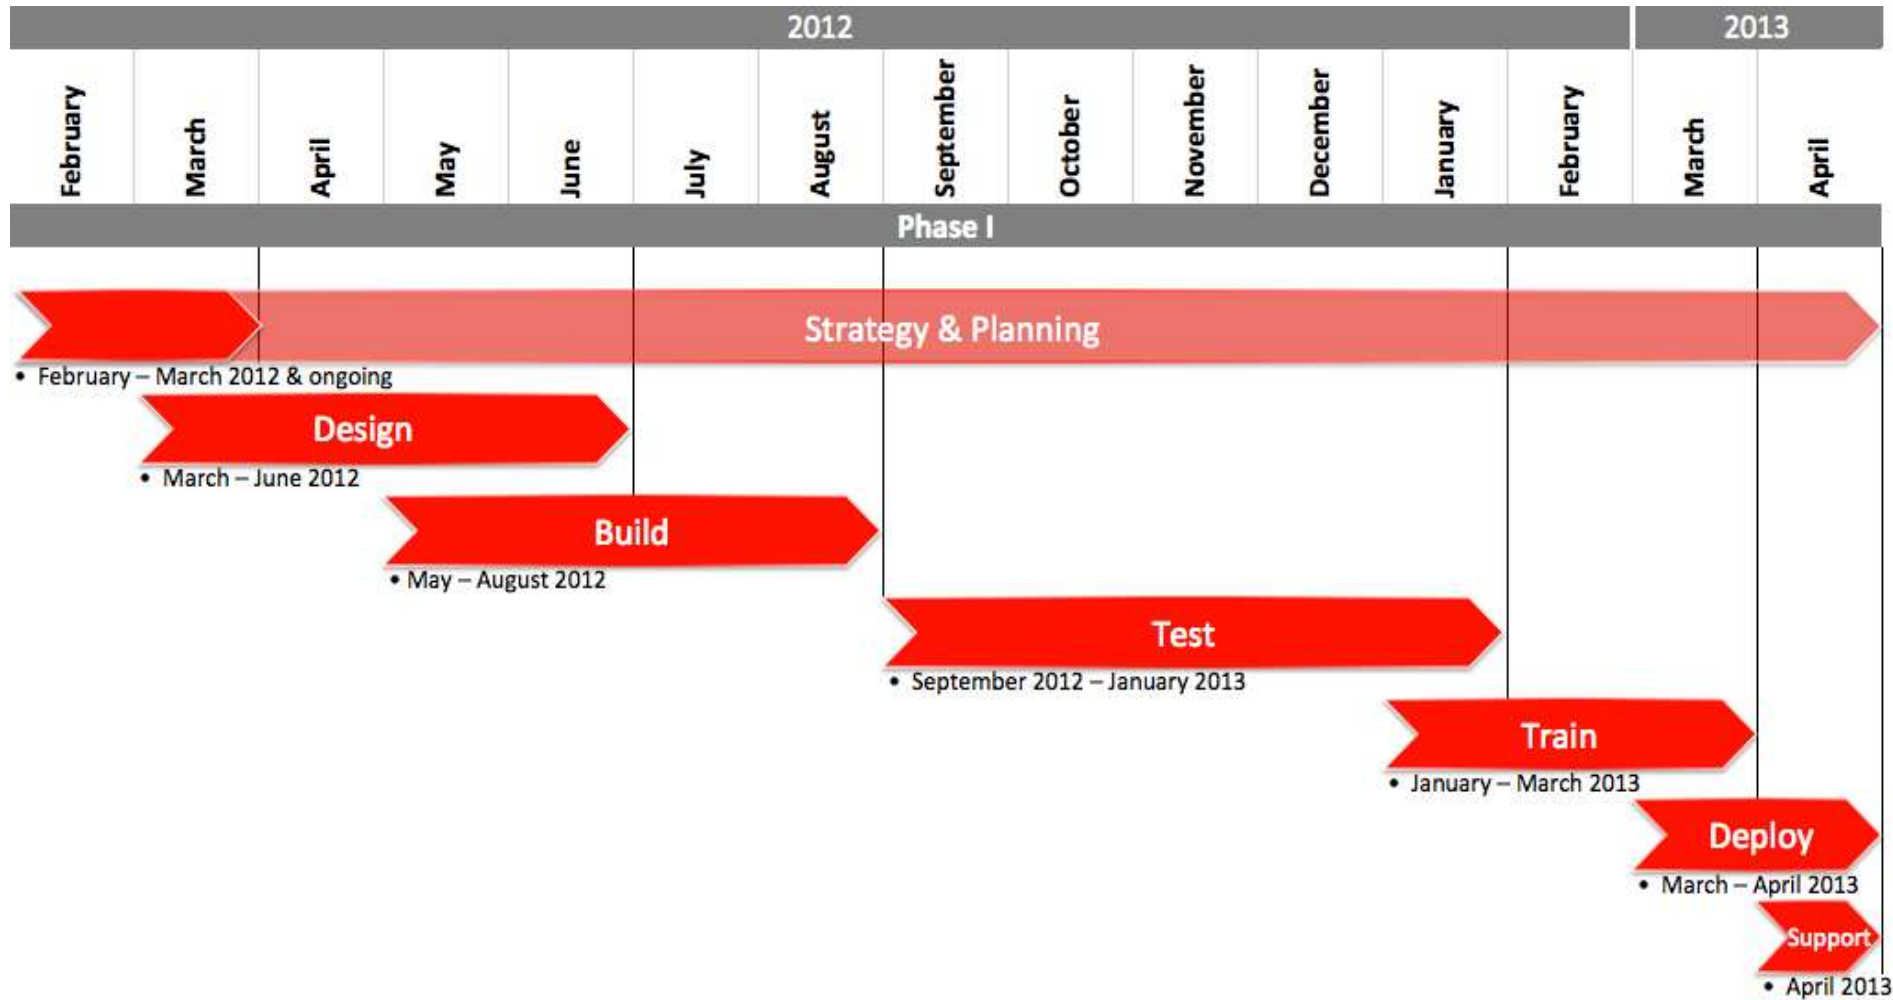 2012 2013
February March April May June July August September October November December January February March April
Phase I
Strategy & Planning
• February – March 2012 & ongoing
Design
• March – June 2012
Build
• May – August 2012
Test
• September 2012 – January 2013
Train
• January – March 2013
Deploy
• March – April 2013
Support
• April 2013